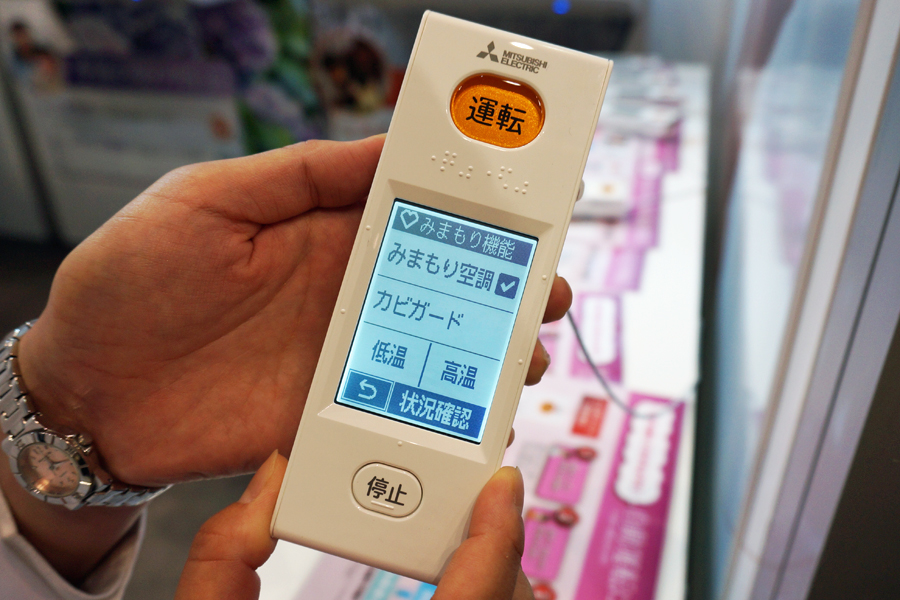 MITSUBISHI
ELECTRIC
運転
みまもり機能
みまもり空調
カビガード
低温 高温
状況確認
停止